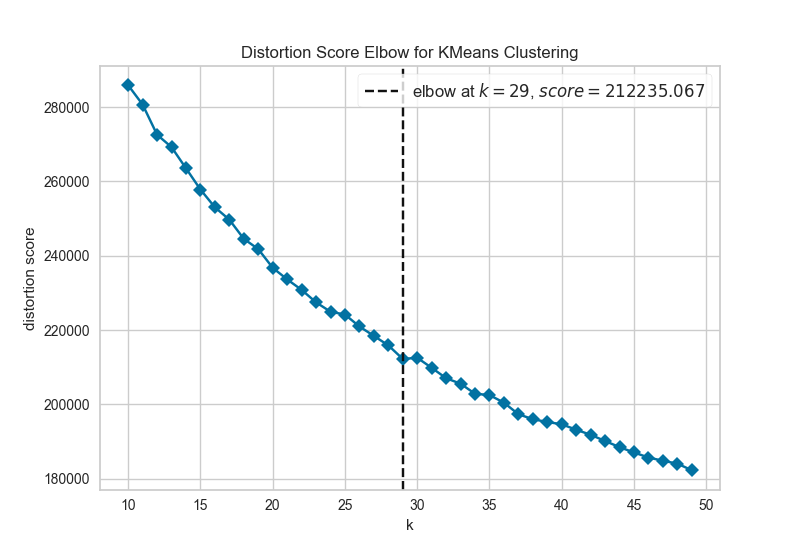 Distortion Score Elbow for KMeans Clustering
elbow at k = 29, score = 212235.067
280000
260000
240000
220000
200000
180000
distortion score
10 15 20 25 30 35 40 45 50
k